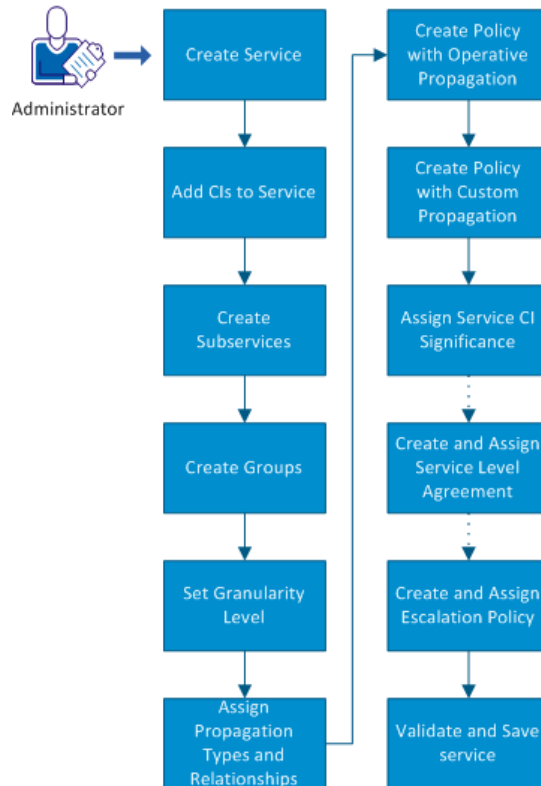 Administrator
Create Service
Add CIs to Service
Create
Subservices
Create Groups
Set Granularity
Level
Assign
Propagation
Types and
Relationships
Create Policy
with Operative
Propagation
Create Policy
with Custom
Propagation
Assign Service CI
Significance
Create and Assign
Service Level
Agreement
Create and Assign
Escalation Policy
Validate and Save
service